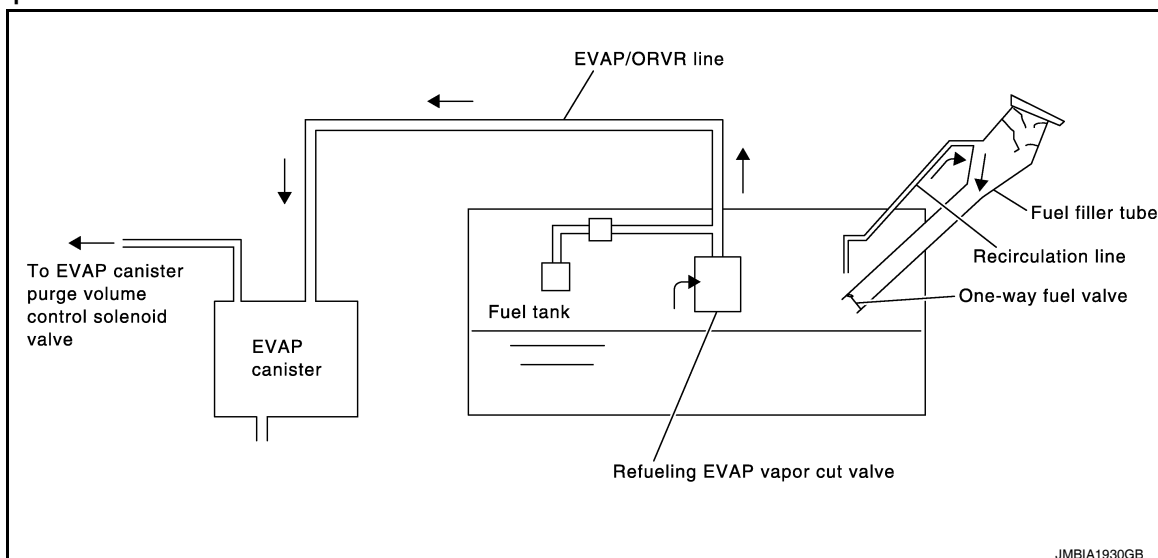 EVAP/ORVR line
Fuel filler tube
Recirculation line
One-way fuel valve
To EVAP canister
purge volume
control solenoid
valve
Fuel tank
EVAP
canister
Refueling EVAP vapor cut valve
JMBIA1930GB